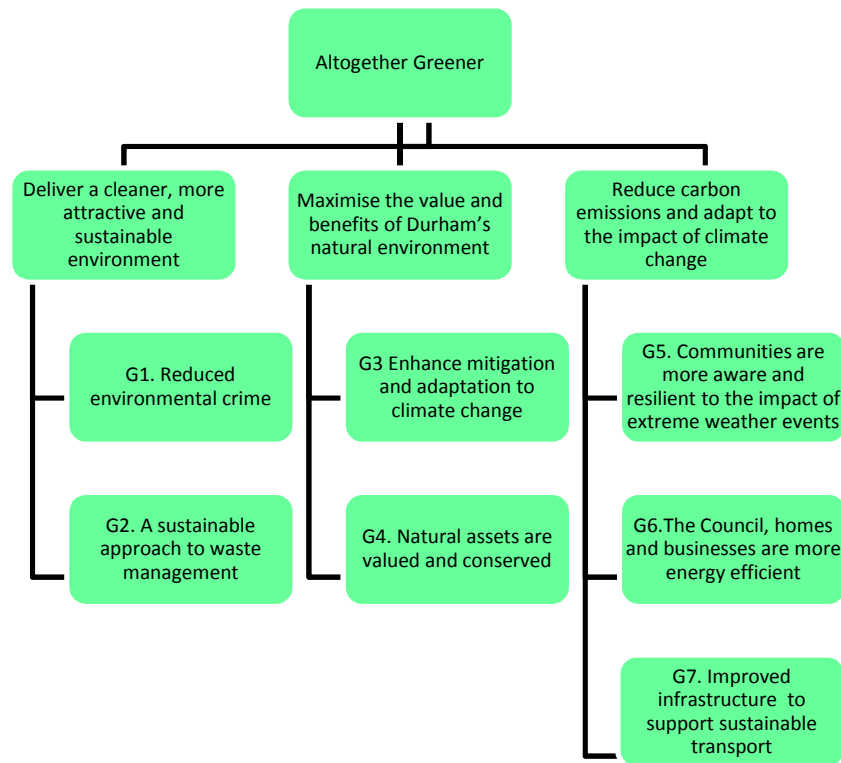 Altogether Greener
Deliver a cleaner, more
attractive and
sustainable
environment
Maximise the value and
benefits of Durham’s
natural environment
Reduce carbon
emissions and adapt to
the impact of climate
change
G1. Reduced
environmental crime
G2. A sustainable
approach to waste
management
G3 Enhance mitigation
and adaptation to
climate change
G4. Natural assets are
valued and conserved
G5. Communities are
more aware and
resilient to the impact of
extreme weather events
G6.The Council, homes
and businesses are more
energy efficient
G7. Improved
infrastructure to
support sustainable
transport